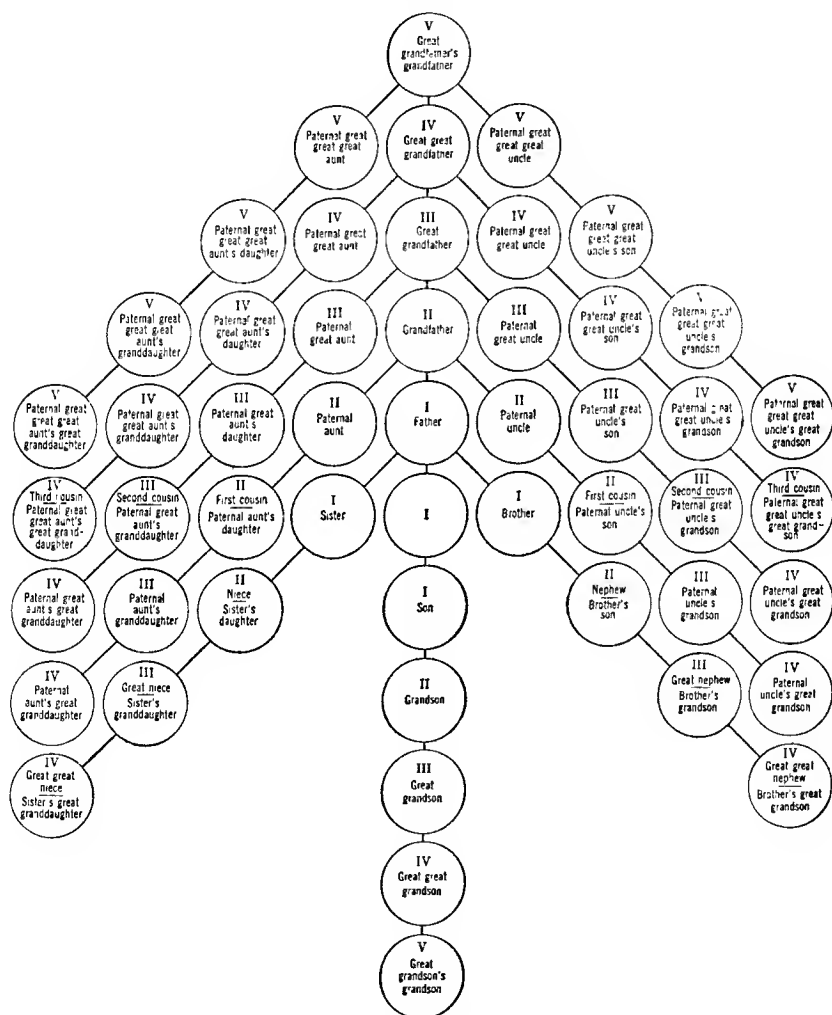 V
Great
grandfather's
grandfather
V
Paternal great
great great
aunt
IV
Great great
grandfather
V
Paternal great
great great
uncle
V
Paternal great
great great
aunt's daughter
IV
Paternal great
great aunt
III
Great
grandfather
IV
Paternal great
great uncle
V
Paternal great
great great
uncle's son
V
Paternal great
great great
aunt's
granddaughter
IV
Paternal great
great aunt's
daughter
III
Paternal
great aunt
II
Grandfather
III
Paternal
great uncle
IV
Paternal great
great uncle's
son
V
Paternal great
great great
uncle's
grandson
V
Paternal great
great great
aunt's great
granddaughter
IV
Paternal great
great aunt's
granddaughter
III
Paternal great
aunt's
daughter
II
Paternal
aunt
I
Father
II
Paternal
uncle
III
Paternal great
uncle's
son
IV
Paternal great
great uncle's
grandson
V
Paternal great
great great
uncle's great
grandson
IV
Third cousin
Paternal great
great aunt's
great grand-
daughter
III
Second cousin
Paternal great
aunt's
granddaughter
II
First cousin
Paternal aunt's
daughter
I
Sister
I
I
Brother
II
First cousin
Paternal uncle's
son
III
Second cousin
Paternal great
uncle's
grandson
IV
Third cousin
Paternal great
great uncle's
great grand-
son
IV
Paternal great
aunt's great
granddaughter
III
Paternal
aunt's
granddaughter
II
Niece
Sister's
daughter
I
Son
II
Nephew
Brother's
son
III
Paternal
uncle's
grandson
IV
Paternal great
uncle's great
grandson
IV
Paternal
aunt's great
granddaughter
III
Great niece
Sister's
granddaughter
II
Grandson
III
Great nephew
Brother's
grandson
IV
Paternal
uncle's great
grandson
IV
Great great
niece
Sister's great
granddaughter
III
Great
grandson
IV
Great great
nephew
Brother's great
grandson
IV
Great great
grandson
V
Great
grandson's
grandson